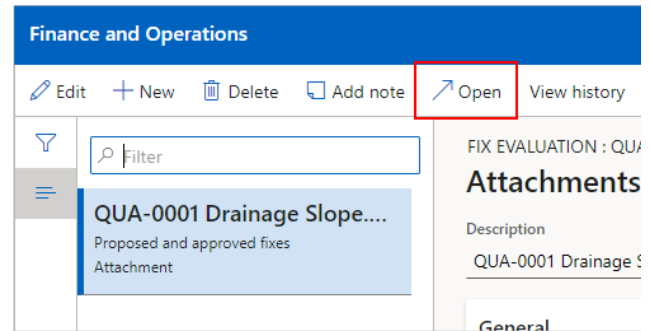 Finance and Operations
Edit New Delete Add note Open View history
Filter
FIX EVALUATION : QUA
Attachments
QUA-0001 Drainage Slope....
Proposed and approved fixes
Attachment
Description
QUA-0001 Drainage S
General